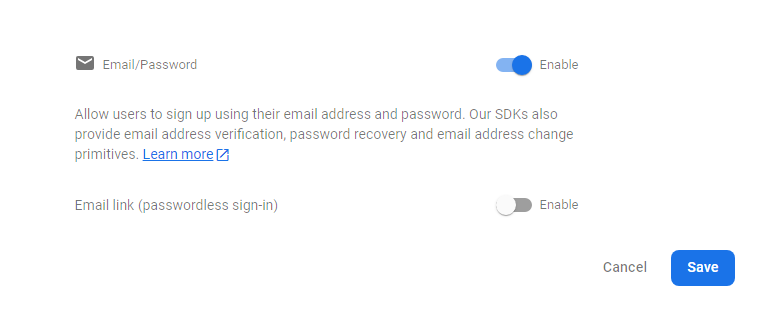 Email/Password
Enable
Allow users to sign up using their email address and password. Our SDKs also
provide email address verification, password recovery and email address change
primitives. Learn more
Email link (passwordless sign-in)
Enable
Cancel
Save